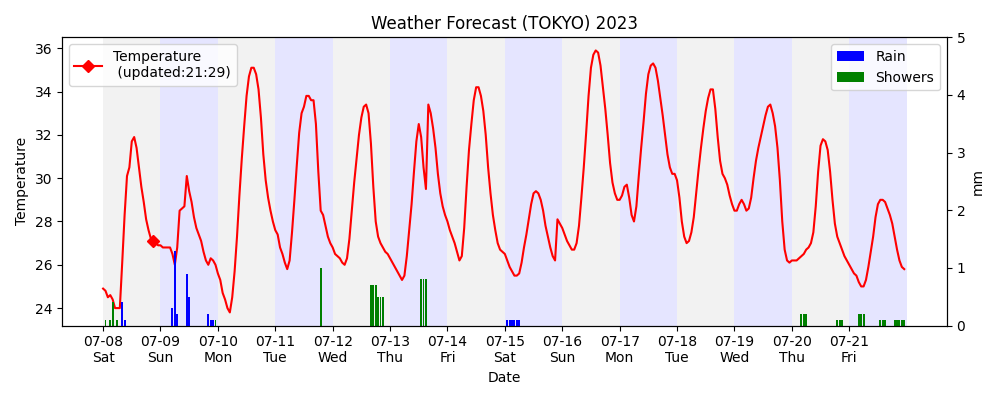 Weather Forecast (TOKYO) 2023
Temperature
(updated:21:29)
Rain
Showers
Temperature
36
34
32
30
28
26
24
5
4
3
2
1
0
mm
07-08 07-09 07-10 07-11 07-12 07-13 07-14 07-15 07-16 07-17 07-18 07-19 07-20 07-21
Sat Sun Mon Tue Wed Thu Fri Sat Sun Mon Tue Wed Thu Fri
Date